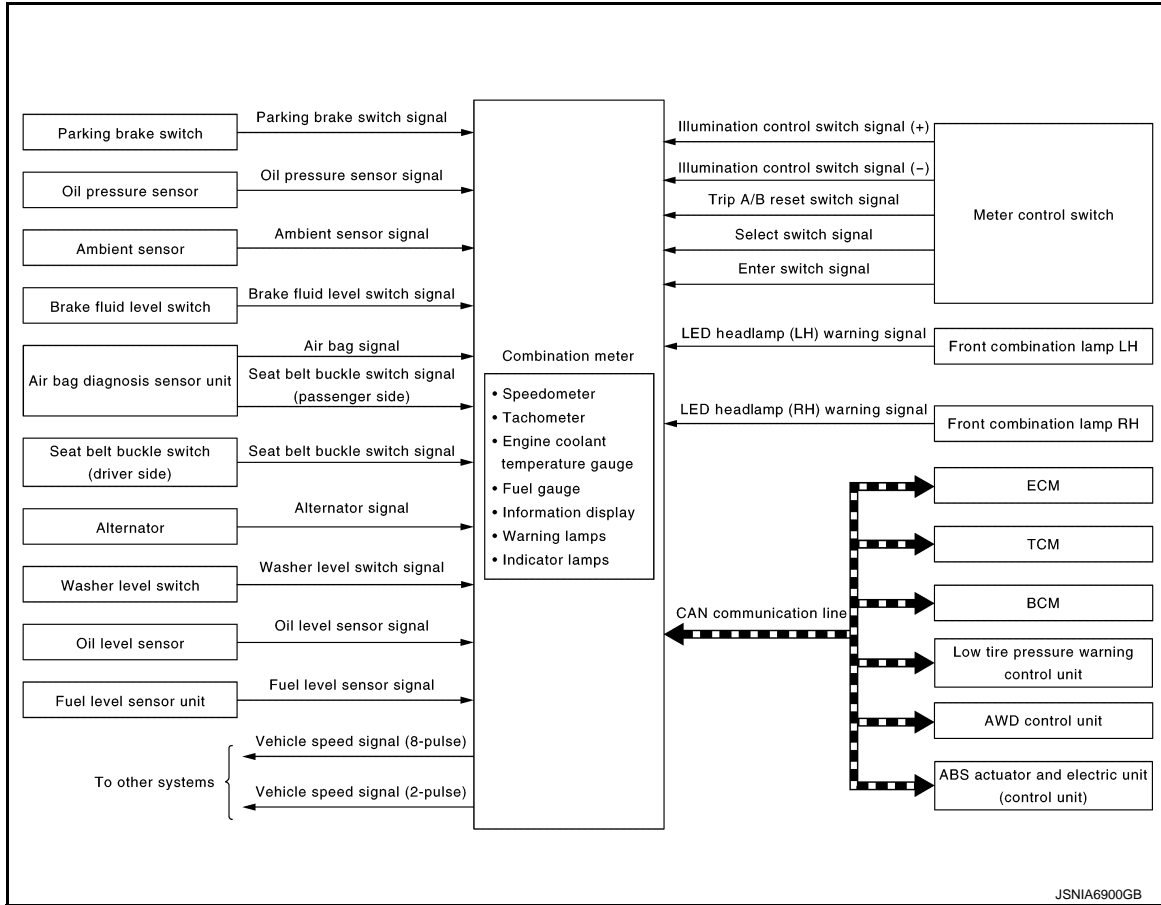 Parking brake switch
Parking brake switch signal
Oil pressure sensor
Oil pressure sensor signal
Ambient sensor
Ambient sensor signal
Brake fluid level switch
Brake fluid level switch signal
Air bag diagnosis sensor unit
Air bag signal
Seat belt buckle switch signal
(passenger side)
Seat belt buckle switch
(driver side)
Seat belt buckle switch signal
Alternator
Alternator signal
Washer level switch
Washer level switch signal
Oil level sensor
Oil level sensor signal
Fuel level sensor unit
Fuel level sensor signal
To other systems
Vehicle speed signal (8-pulse)
Vehicle speed signal (2-pulse)
Combination meter
• Speedometer
• Tachometer
• Engine coolant
temperature gauge
• Fuel gauge
• Information display
• Warning lamps
• Indicator lamps
Illumination control switch signal (+)
Illumination control switch signal (−)
Trip A/B reset switch signal
Select switch signal
Enter switch signal
Meter control switch
LED headlamp (LH) warning signal
Front combination lamp LH
LED headlamp (RH) warning signal
Front combination lamp RH
CAN communication line
ECM
TCM
BCM
Low tire pressure warning
control unit
AWD control unit
ABS actuator and electric unit
(control unit)
JSNIA6900GB